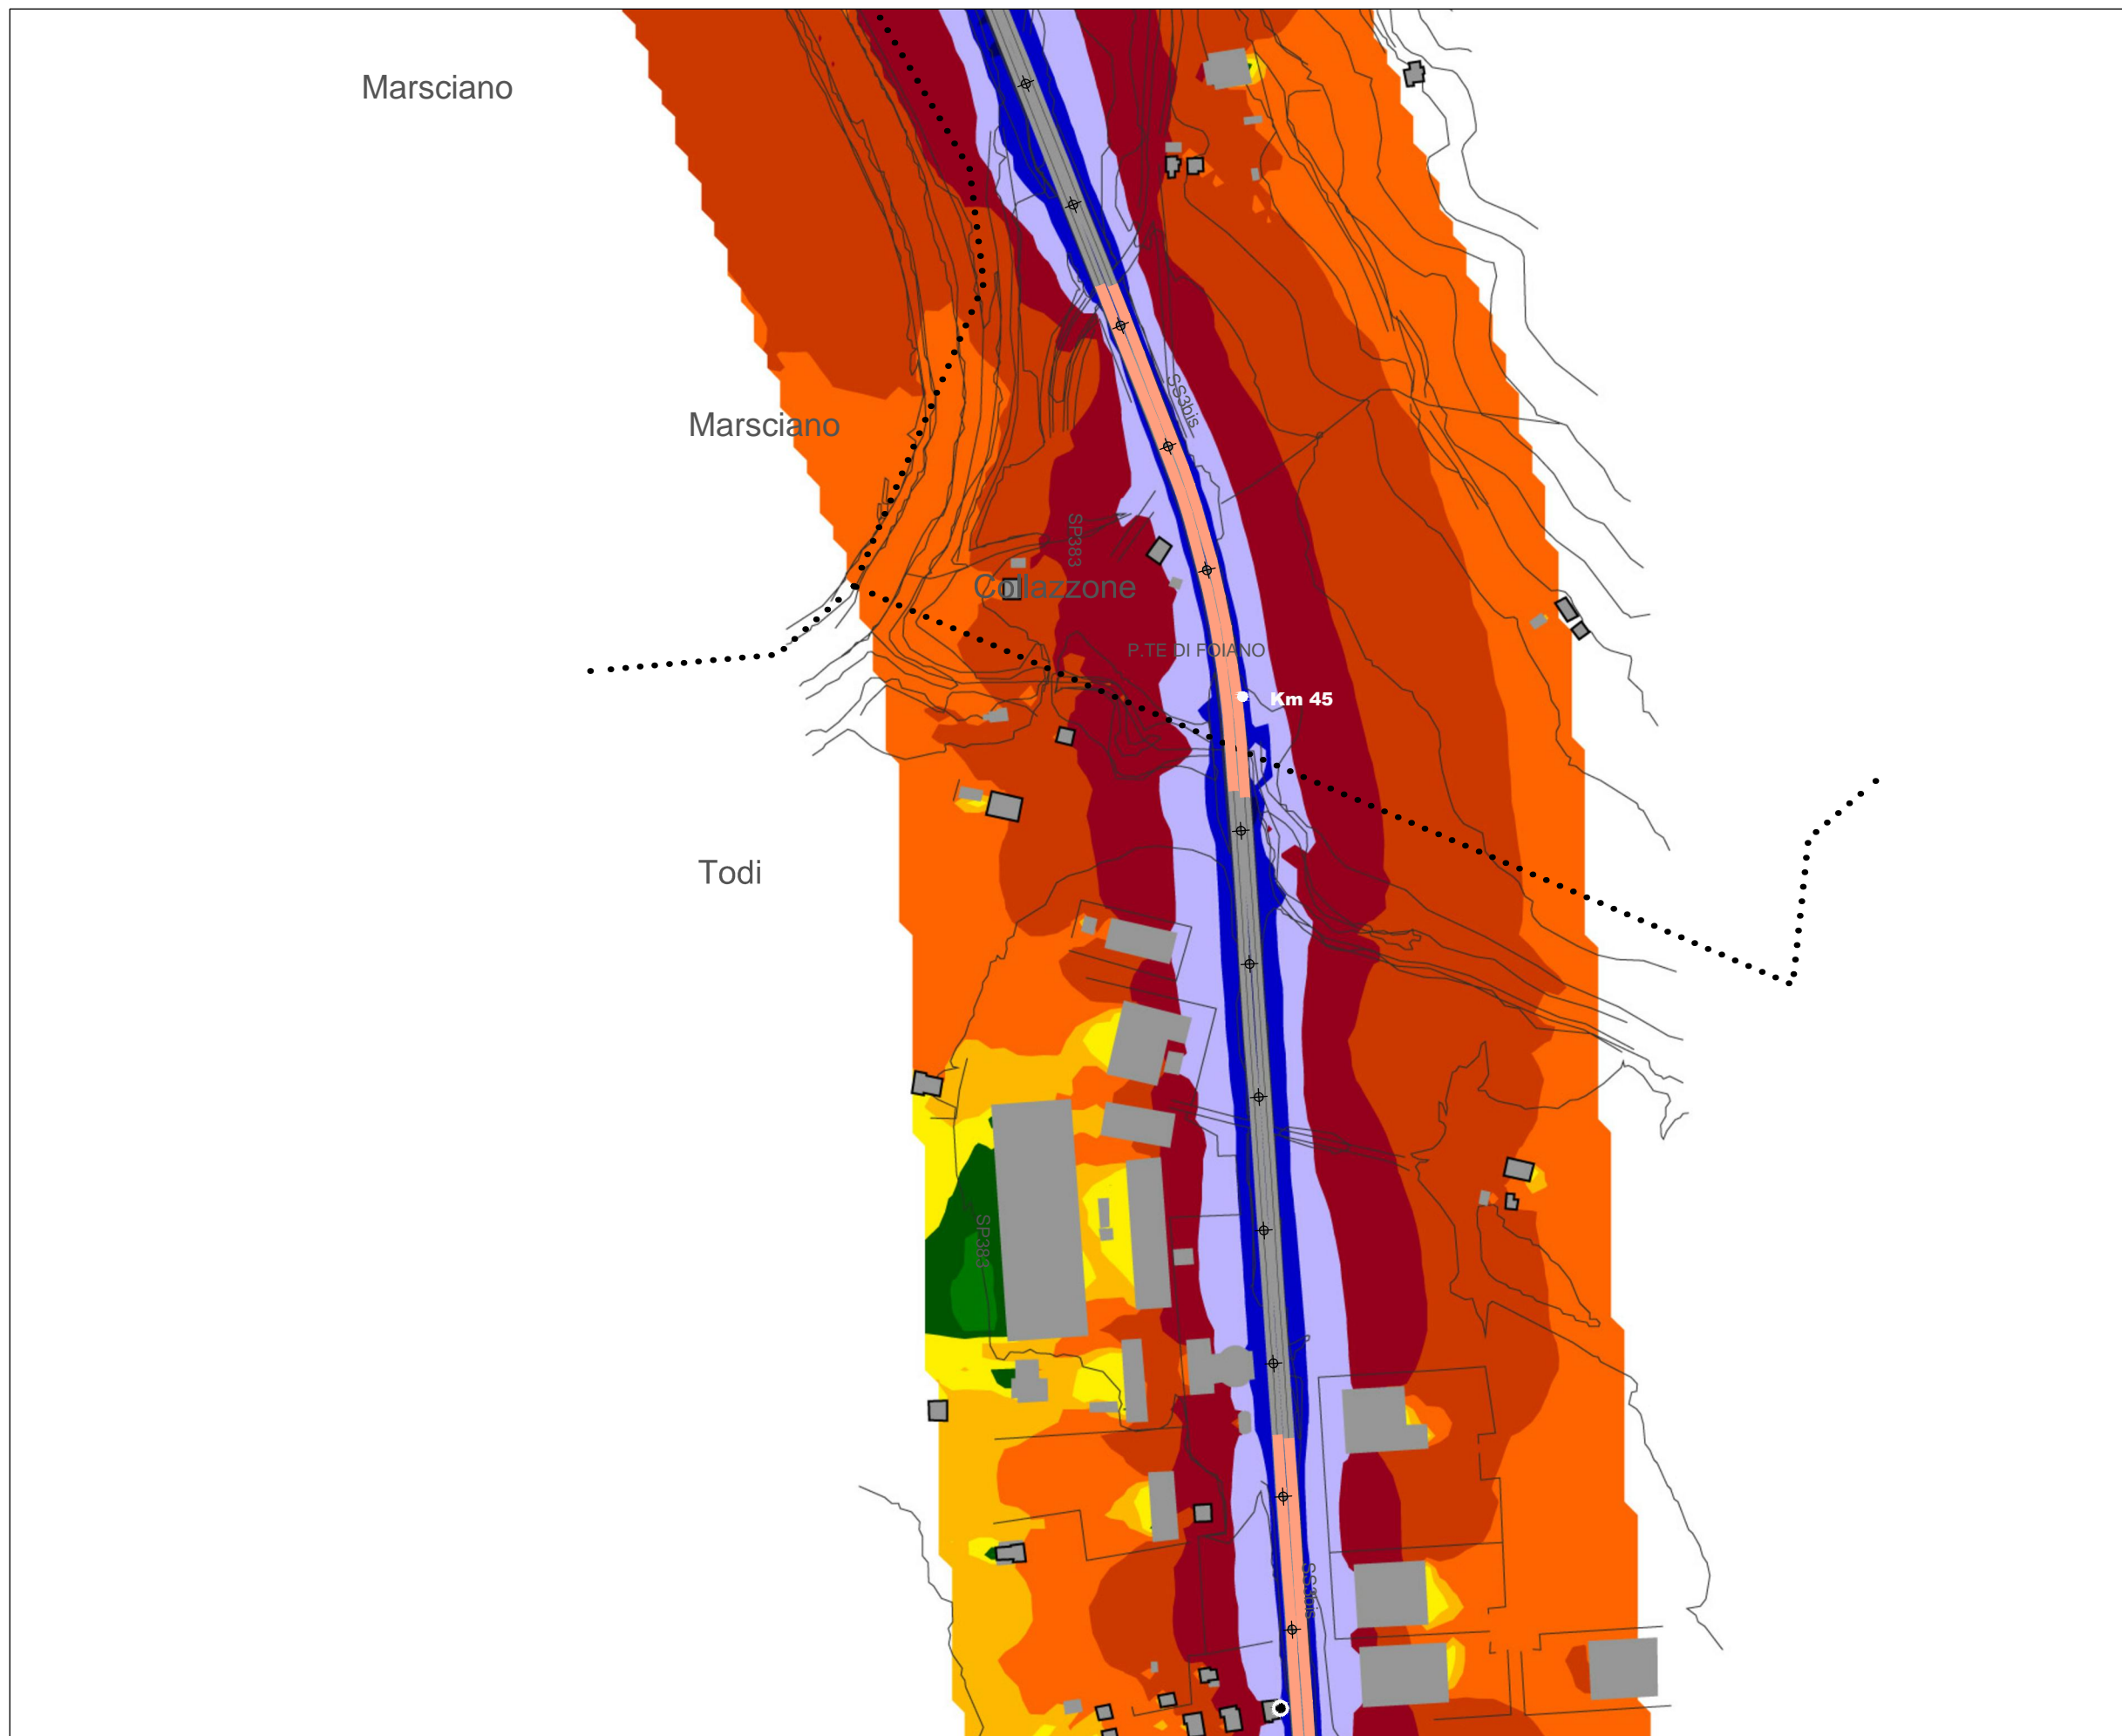 Marsciano
SS3bis
Marsciano
SP383
Collazzone
P.TE DI FOIANO
Km 45
Todi
SP383
SS3bis